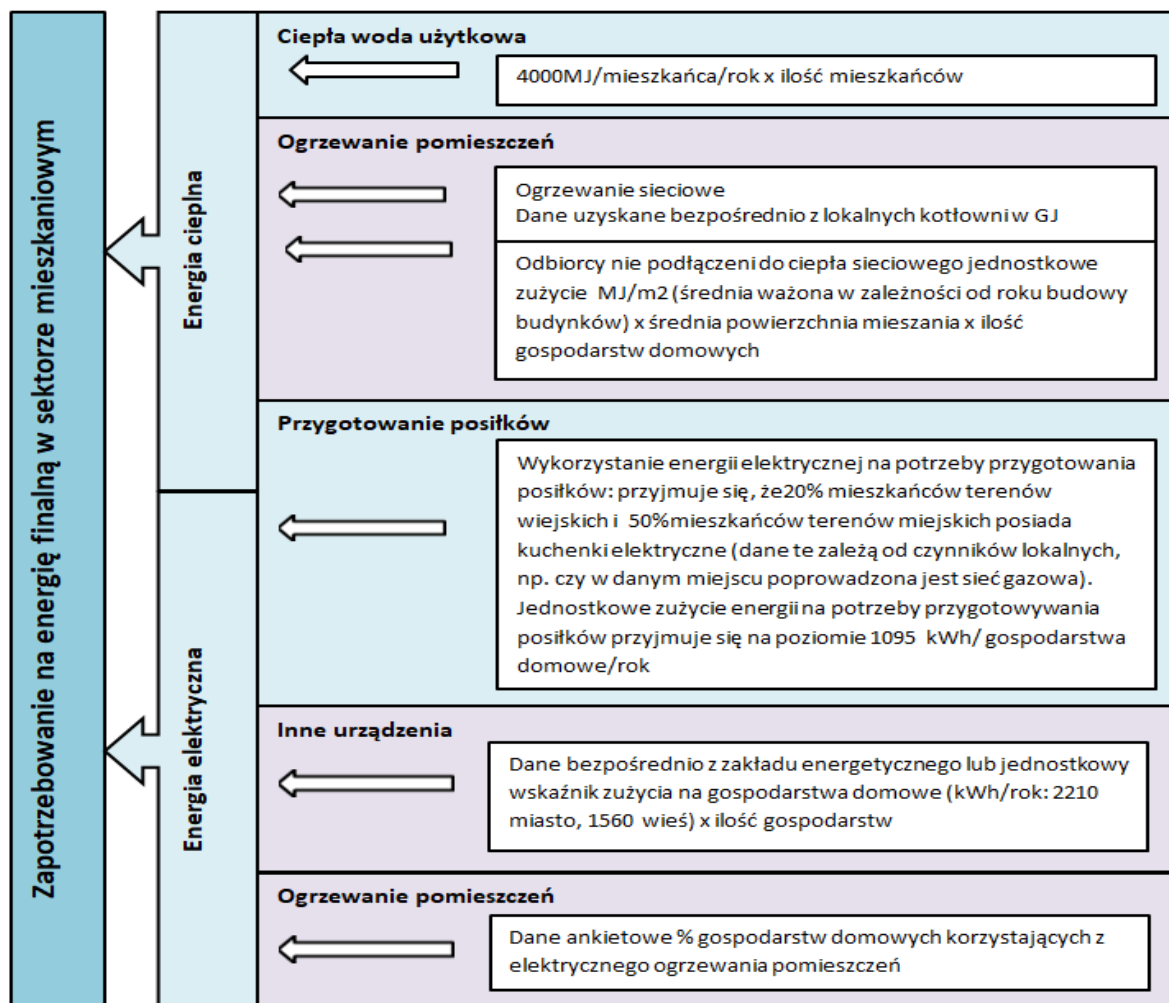 Zapotrzebowanie na energię finalną w sektorze mieszkaniowym
Energia cieplna
Ciepła woda użytkowa
4000MJ/mieszkańca/rok x ilość mieszkańców
Ogrzewanie pomieszczeń
Ogrzewanie sieciowe
Dane uzyskane bezpośrednio z lokalnych kotłowni w GJ
Odbiorcy nie podłączeni do ciepła sieciowego jednostkowe
zużycie MJ/m2 (średnia ważona w zależności od roku budowy
budynków) x średnia powierzchnia mieszania x ilość
gospodarstw domowych
Przygotowanie posiłków
Wykorzystanie energii elektrycznej na potrzeby przygotowania
posiłków: przyjmuje się, że20% mieszkańców terenów
wiejskich i 50%mieszkańców terenów miejskich posiada
kuchenki elektryczne (dane te zależą od czynników lokalnych,
np. czy w danym miejscu poprowadzona jest sieć gazowa).
Jednostkowe zużycie energii na potrzeby przygotowywania
posiłków przyjmuje się na poziomie 1095 kWh/ gospodarstwa
domowe/rok
Energia elektryczna
Inne urządzenia
Dane bezpośrednio z zakładu energetycznego lub jednostkowy
wskaźnik zużycia na gospodarstwa domowe (kWh/rok: 2210
miasto, 1560 wieś) x ilość gospodarstw
Ogrzewanie pomieszczeń
Dane ankietowe % gospodarstw domowych korzystających z
elektrycznego ogrzewania pomieszczeń